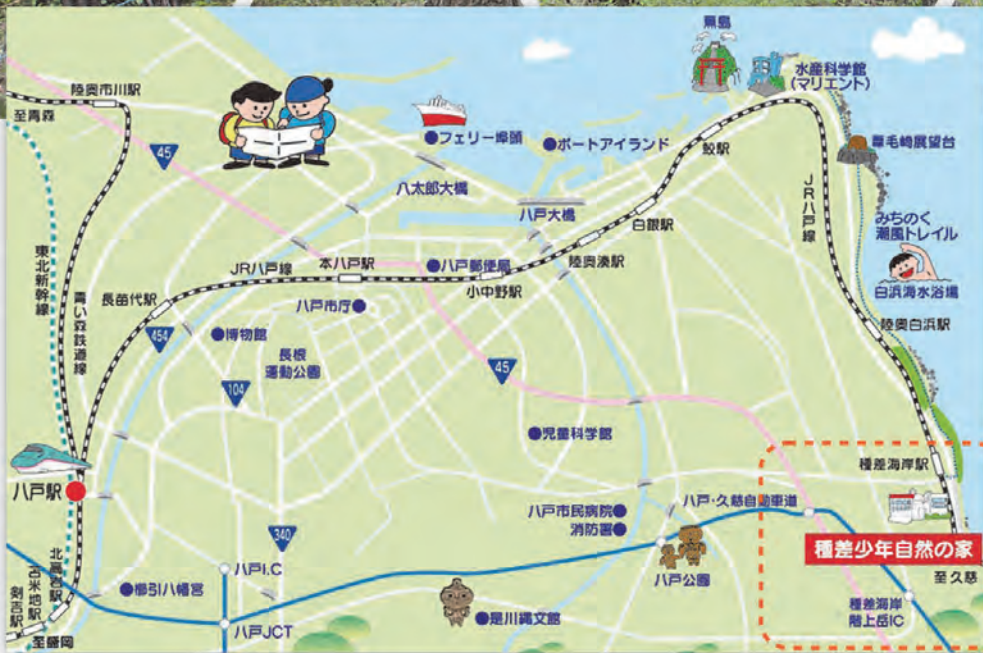 蕪島
水産科学館
(マリエント)
陸奥市川駅
至青森
45
フェリー埠頭
ポートアイランド
鮫駅
葦毛崎展望台
八太郎大橋
八戸大橋
白銀駅
JR八戸線
みちのく
潮風トレイル
東北新幹線
青い森鉄道線
JR八戸線
本八戸駅
八戸郵便局
小中野駅
陸奥湊駅
白浜海水浴場
長苗代駅
八戸市庁
陸奥白浜駅
454
博物館
長根
運動公園
104
45
児童科学館
種差海岸駅
八戸駅
八戸市民病院
消防署
八戸・久慈自動車道
340
種差少年自然の家
八戸公園
至久慈
北高岩駅
苫米地駅
剣吉駅
至盛岡
櫛引八幡宮
八戸I.C
八戸JCT
是川縄文館
種差海岸
階上岳IC